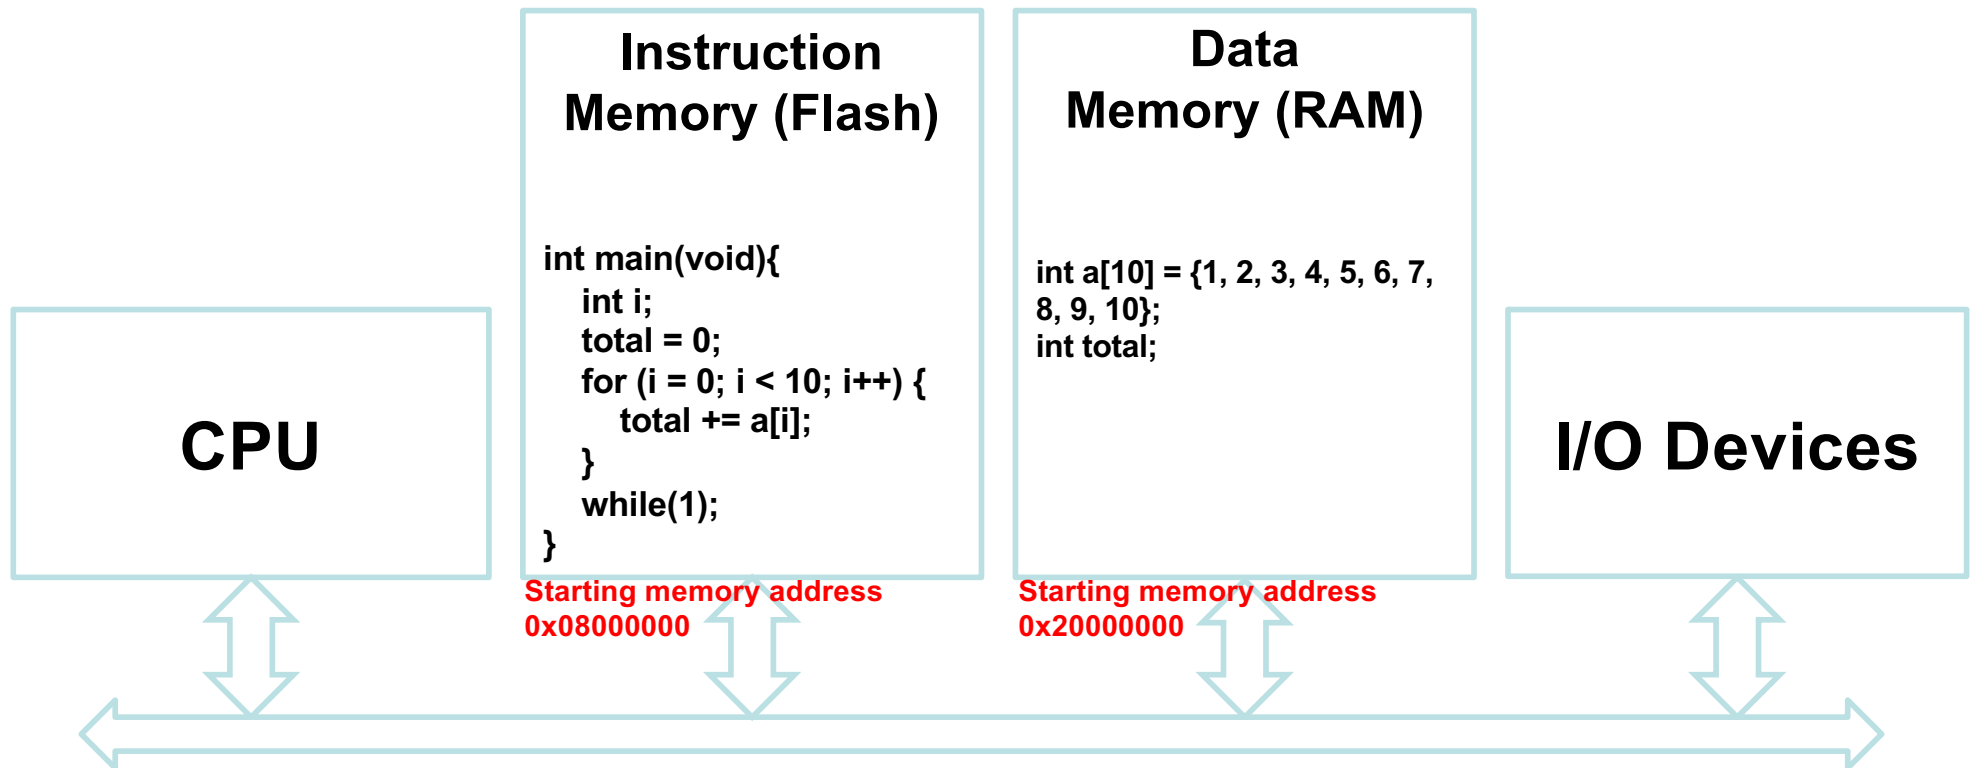 Instruction
Memory (Flash)
int main(void){
int i;
total = 0;
for (i = 0; i < 10; i++) {
total += a[i];
}
while(1);
}
Starting memory address
0x08000000
Data
Memory (RAM)
int a[10] = {1, 2, 3, 4, 5, 6, 7,
8, 9, 10};
int total;
Starting memory address
0x20000000
CPU
I/O Devices